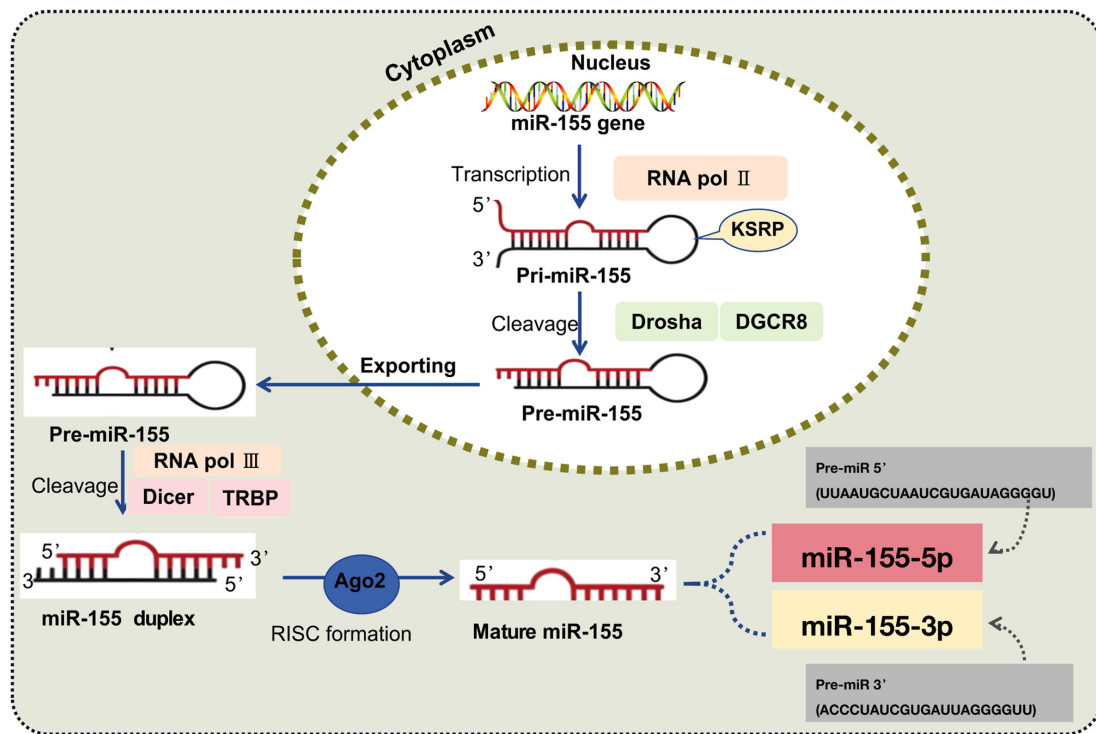 Cytoplasm
Nucleus
miR-155 gene
Transcription
RNA pol Ⅱ
5’
KSRP
3’
Pri-miR-155
Cleavage
Drosha
DGCR8
Exporting
Pre-miR-155
Pre-miR-155
RNA pol Ⅲ
Cleavage
Dicer
TRBP
5’
3’
3
5’
miR-155 duplex
Ago2
RISC formation
5’
3’
Mature miR-155
Pre-miR 5’
(UUAAUGCUAAUCGUGAUAGGGGU)
miR-155-5p
miR-155-3p
Pre-miR 3’
(ACCCUAUCGUGAUUAGGGGUU)